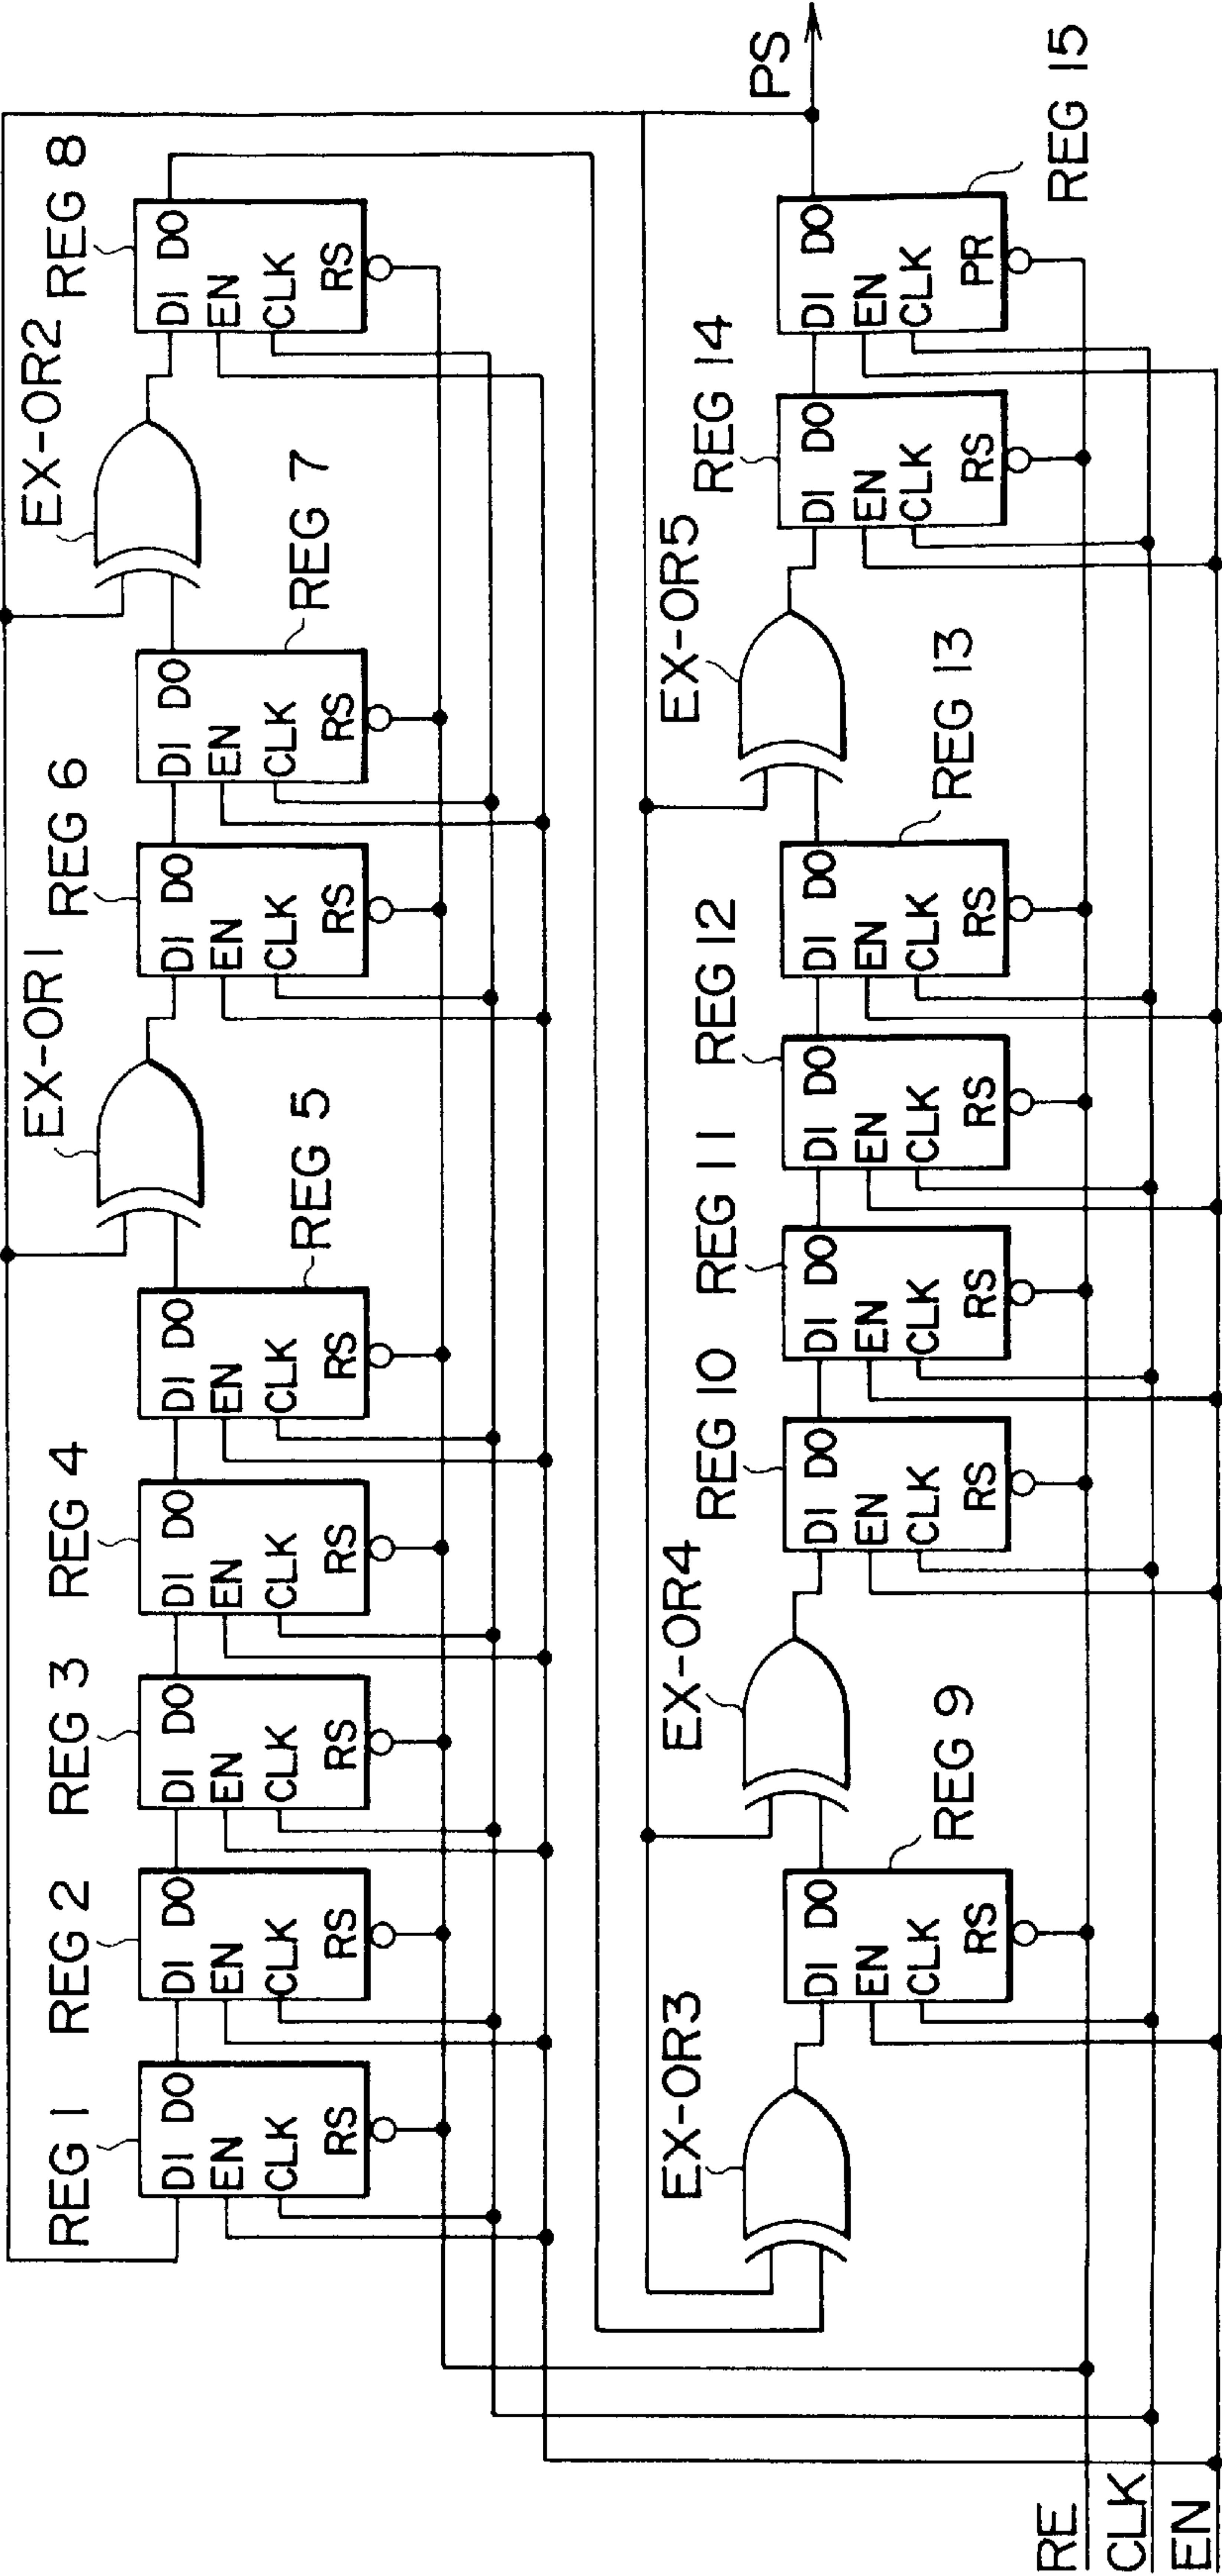 REG 1
REG 2
REG 3
REG 4
REG 5
EX-OR1
REG 6
REG 7
EX-OR2
REG 8
DI DO
EN
CLK
RS
DI DO
EN
CLK
RS
DI DO
EN
CLK
RS
DI DO
EN
CLK
RS
DI DO
EN
CLK
RS
DI DO
EN
CLK
RS
DI DO
EN
CLK
RS
DI DO
EN
CLK
RS
EX-OR3
REG 9
EX-OR4
REG 10
REG 11
REG 12
REG 13
EX-OR5
REG 14
REG 15
PS
DI DO
EN
CLK
RS
DI DO
EN
CLK
RS
DI DO
EN
CLK
RS
DI DO
EN
CLK
RS
DI DO
EN
CLK
RS
DI DO
EN
CLK
RS
DI DO
EN
CLK
PR
RE
CLK
EN